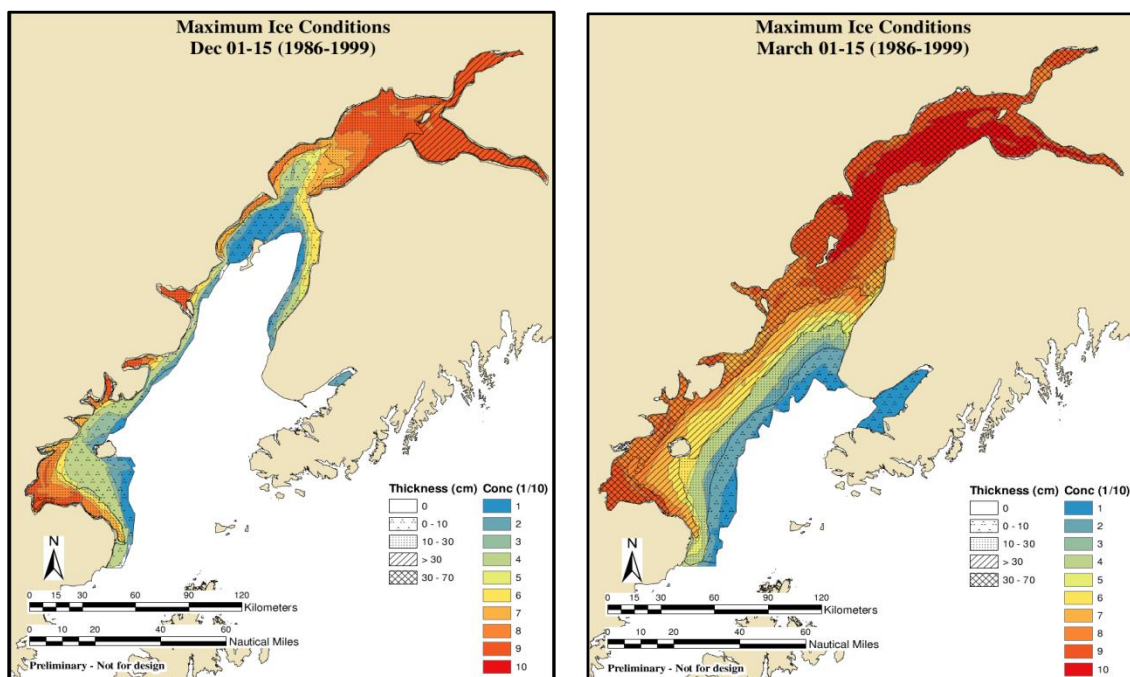 Maximum Ice Conditions
Dec 01-15 (1986-1999)
Thickness (cm) Conc (1/10)
0 1
0 - 10 2
10 - 30 3
> 30 4
30 - 70 5
6
7
8
9
10
N
0 15 30 60 90 120
Kilometers
0 10 20 40 60
Nautical Miles
Preliminary - Not for design
Maximum Ice Conditions
March 01-15 (1986-1999)
Thickness (cm) Conc (1/10)
0 1
0 - 10 2
10 - 30 3
> 30 4
30 - 70 5
6
7
8
9
10
N
0 15 30 60 90 120
Kilometers
0 10 20 40 60
Nautical Miles
Preliminary - Not for design